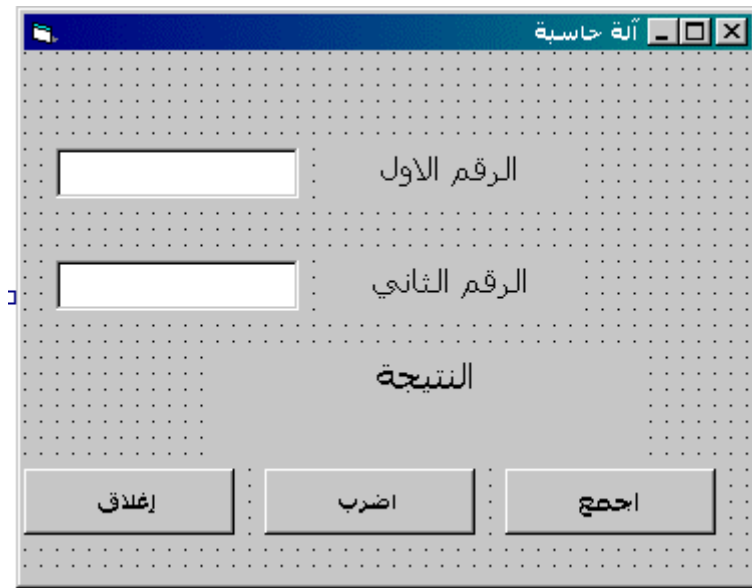 آلة حاسبة
الرقم الاول
الرقم الثاني
النتيجة
اجمع
اضرب
إغلاق